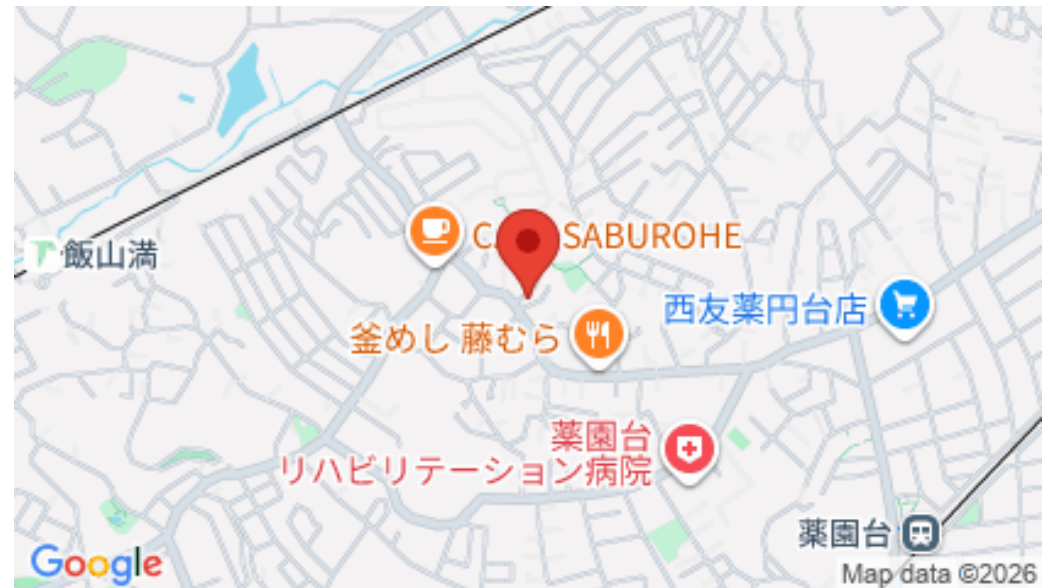 飯山満
SABUROHE
西友薬円台店
釜めし 藤むら
薬園台
リハビリテーション病院
薬園台
Google
Map data ©2026